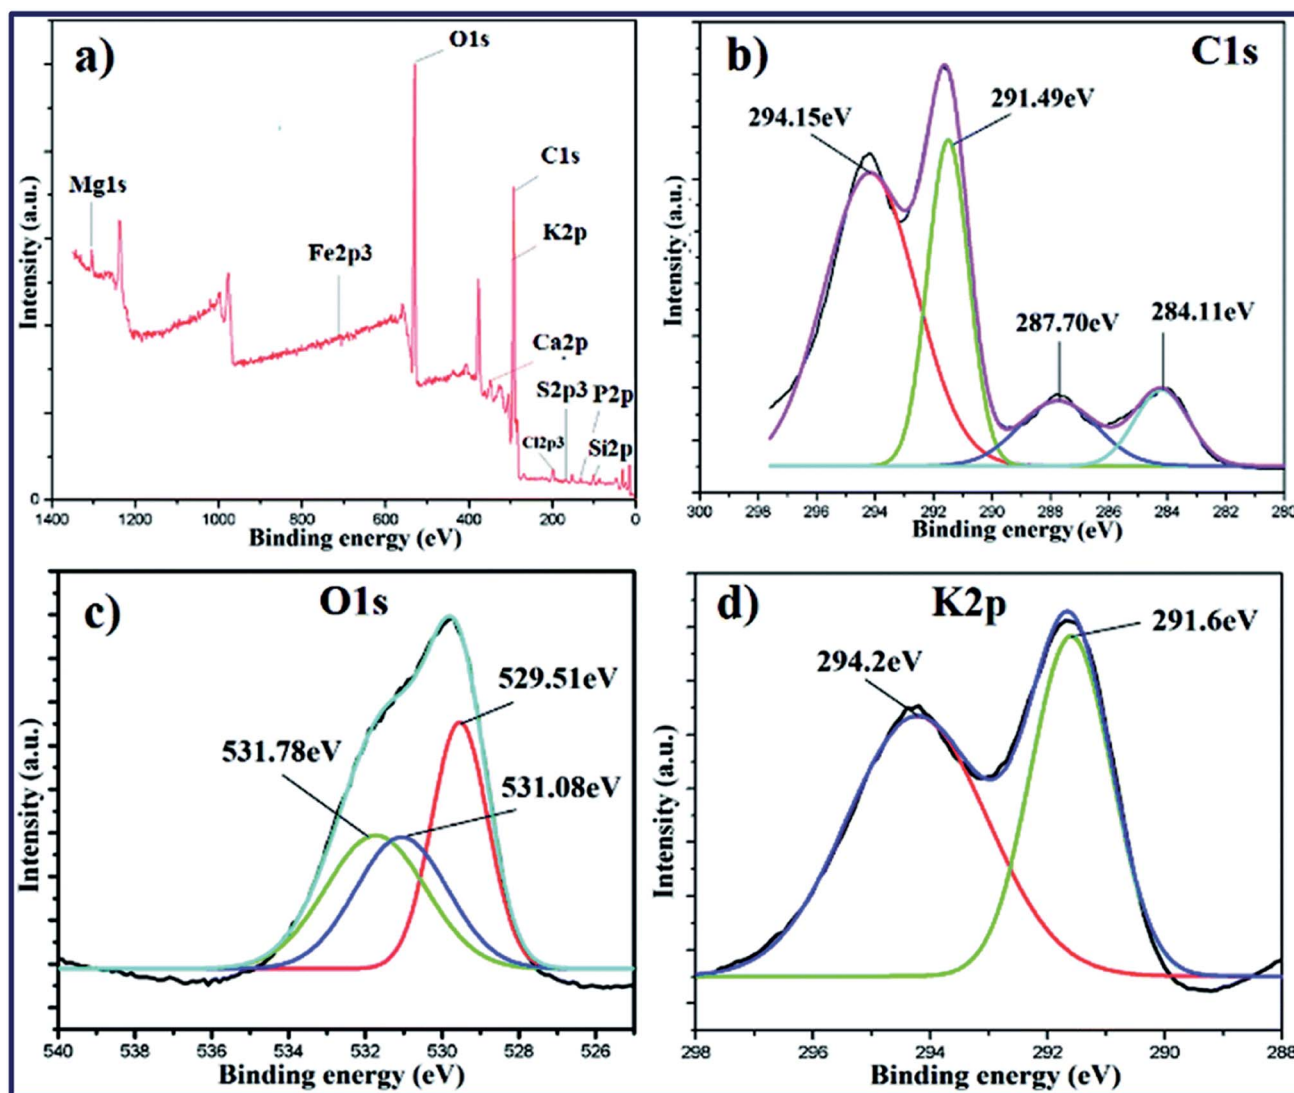 a)
O1s
C1s
Mg1s
K2p
Fe2p3
Ca2p
S2p3
P2p
Cl2p3
Si2p
Intensity (a.u.)
0
1400 1200 1000 800 600 400 200 0
Binding energy (eV)
b)
C1s
294.15eV
291.49eV
287.70eV
284.11eV
Intensity (a.u.)
300 298 296 294 292 290 288 286 284 282 280
Binding energy (eV)
c)
O1s
529.51eV
531.78eV
531.08eV
Intensity (a.u.)
540 538 536 534 532 530 528 526
Binding energy (eV)
d)
K2p
291.6eV
294.2eV
Intensity (a.u.)
298 296 294 292 290 288
Binding energy (eV)